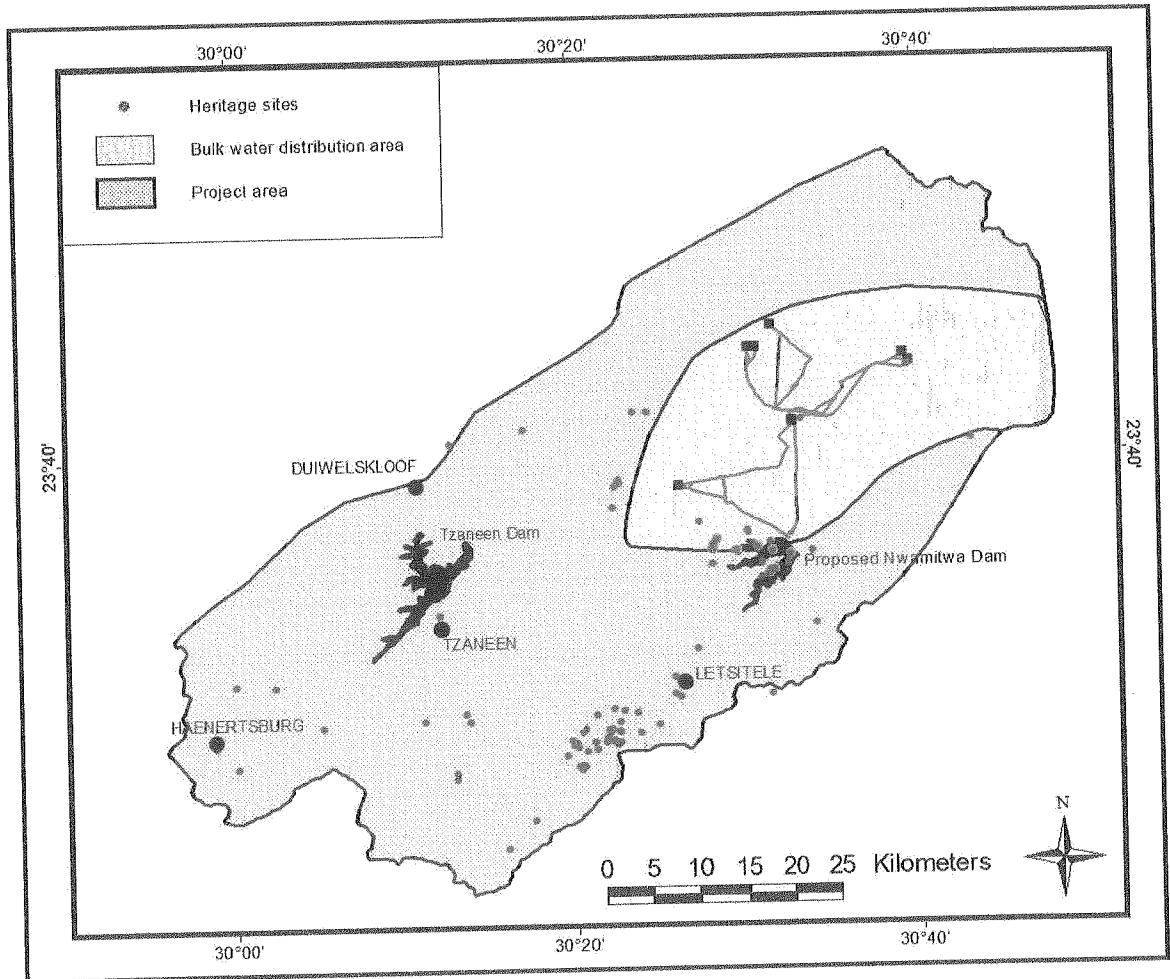 30°00' 30°20' 30°40'
Heritage sites
Bulk water distribution area
Project area
23°40' 23°40'
DUIWELSKLOOF
Tzaneen Dam
Proposed Nwamitwa Dam
TZANEEN
LETSITELE
HAENERTSBURG
N
0 5 10 15 20 25 Kilometers
30°00' 30°20' 30°40'